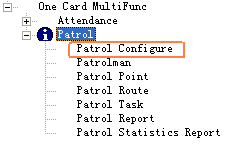 One Card MultiFunc
Attendance
Patrol
Patrol Configure
Patrolman
Patrol Point
Patrol Route
Patrol Task
Patrol Report
Patrol Statistics Report